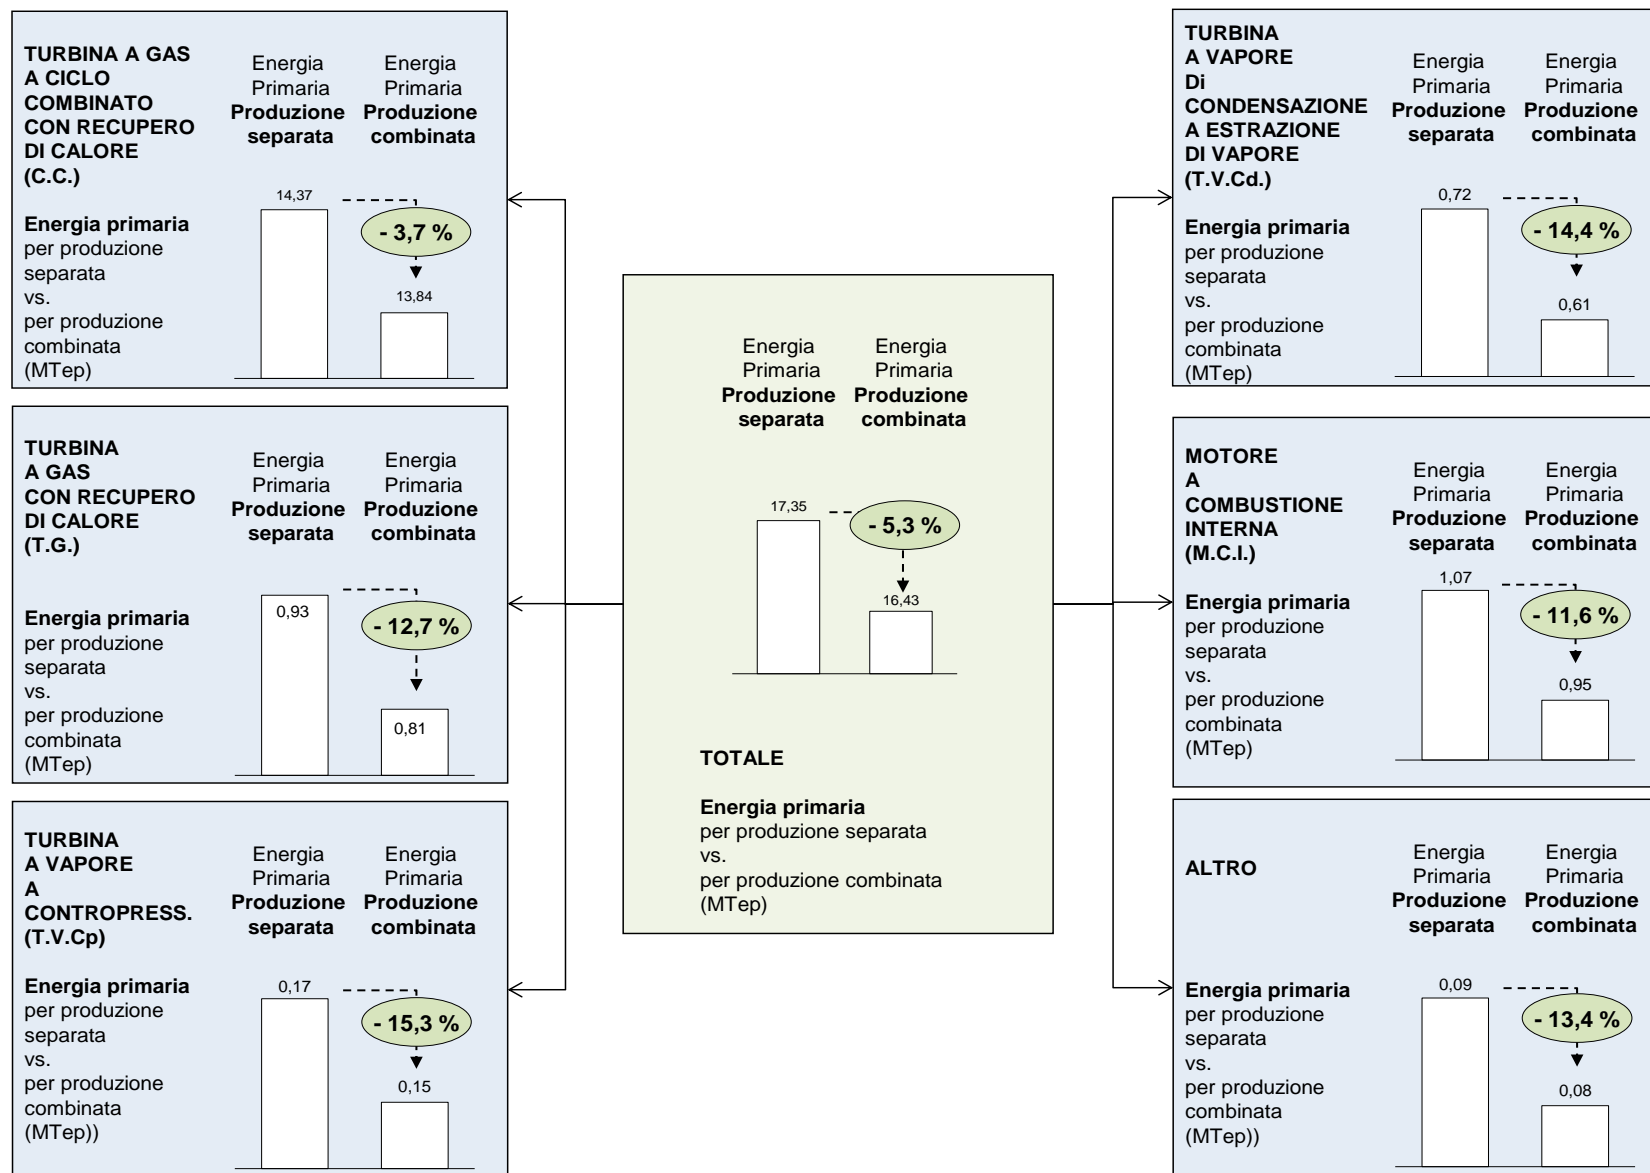 TURBINA A GAS
A CICLO
COMBINATO
CON RECUPERO
DI CALORE
(C.C.)
Energia primaria
per produzione
separata
vs.
per produzione
combinata
(MTep)
Energia
Primaria
Produzione
separata
Energia
Primaria
Produzione
combinata
14,37
- 3,7 %
13,84
TURBINA
A GAS
CON RECUPERO
DI CALORE
(T.G.)
Energia primaria
per produzione
separata
vs.
per produzione
combinata
(MTep)
Energia
Primaria
Produzione
separata
Energia
Primaria
Produzione
combinata
0,93
- 12,7 %
0,81
TURBINA
A VAPORE
A
CONTROPRESS.
(T.V.Cp)
Energia primaria
per produzione
separata
vs.
per produzione
combinata
(MTep))
Energia
Primaria
Produzione
separata
Energia
Primaria
Produzione
combinata
0,17
- 15,3 %
0,15
Energia
Primaria
Produzione
separata
Energia
Primaria
Produzione
combinata
17,35
- 5,3 %
16,43
TOTALE
Energia primaria
per produzione separata
vs.
per produzione combinata
(MTep)
TURBINA
A VAPORE
Di
CONDENSAZIONE
A ESTRAZIONE
DI VAPORE
(T.V.Cd.)
Energia primaria
per produzione
separata
vs.
per produzione
combinata
(MTep)
Energia
Primaria
Produzione
separata
Energia
Primaria
Produzione
combinata
0,72
- 14,4 %
0,61
MOTORE
A
COMBUSTIONE
INTERNA
(M.C.I.)
Energia primaria
per produzione
separata
vs.
per produzione
combinata
(MTep)
Energia
Primaria
Produzione
separata
Energia
Primaria
Produzione
combinata
1,07
- 11,6 %
0,95
ALTRO
Energia primaria
per produzione
separata
vs.
per produzione
combinata
(MTep))
Energia
Primaria
Produzione
separata
Energia
Primaria
Produzione
combinata
0,09
- 13,4 %
0,08